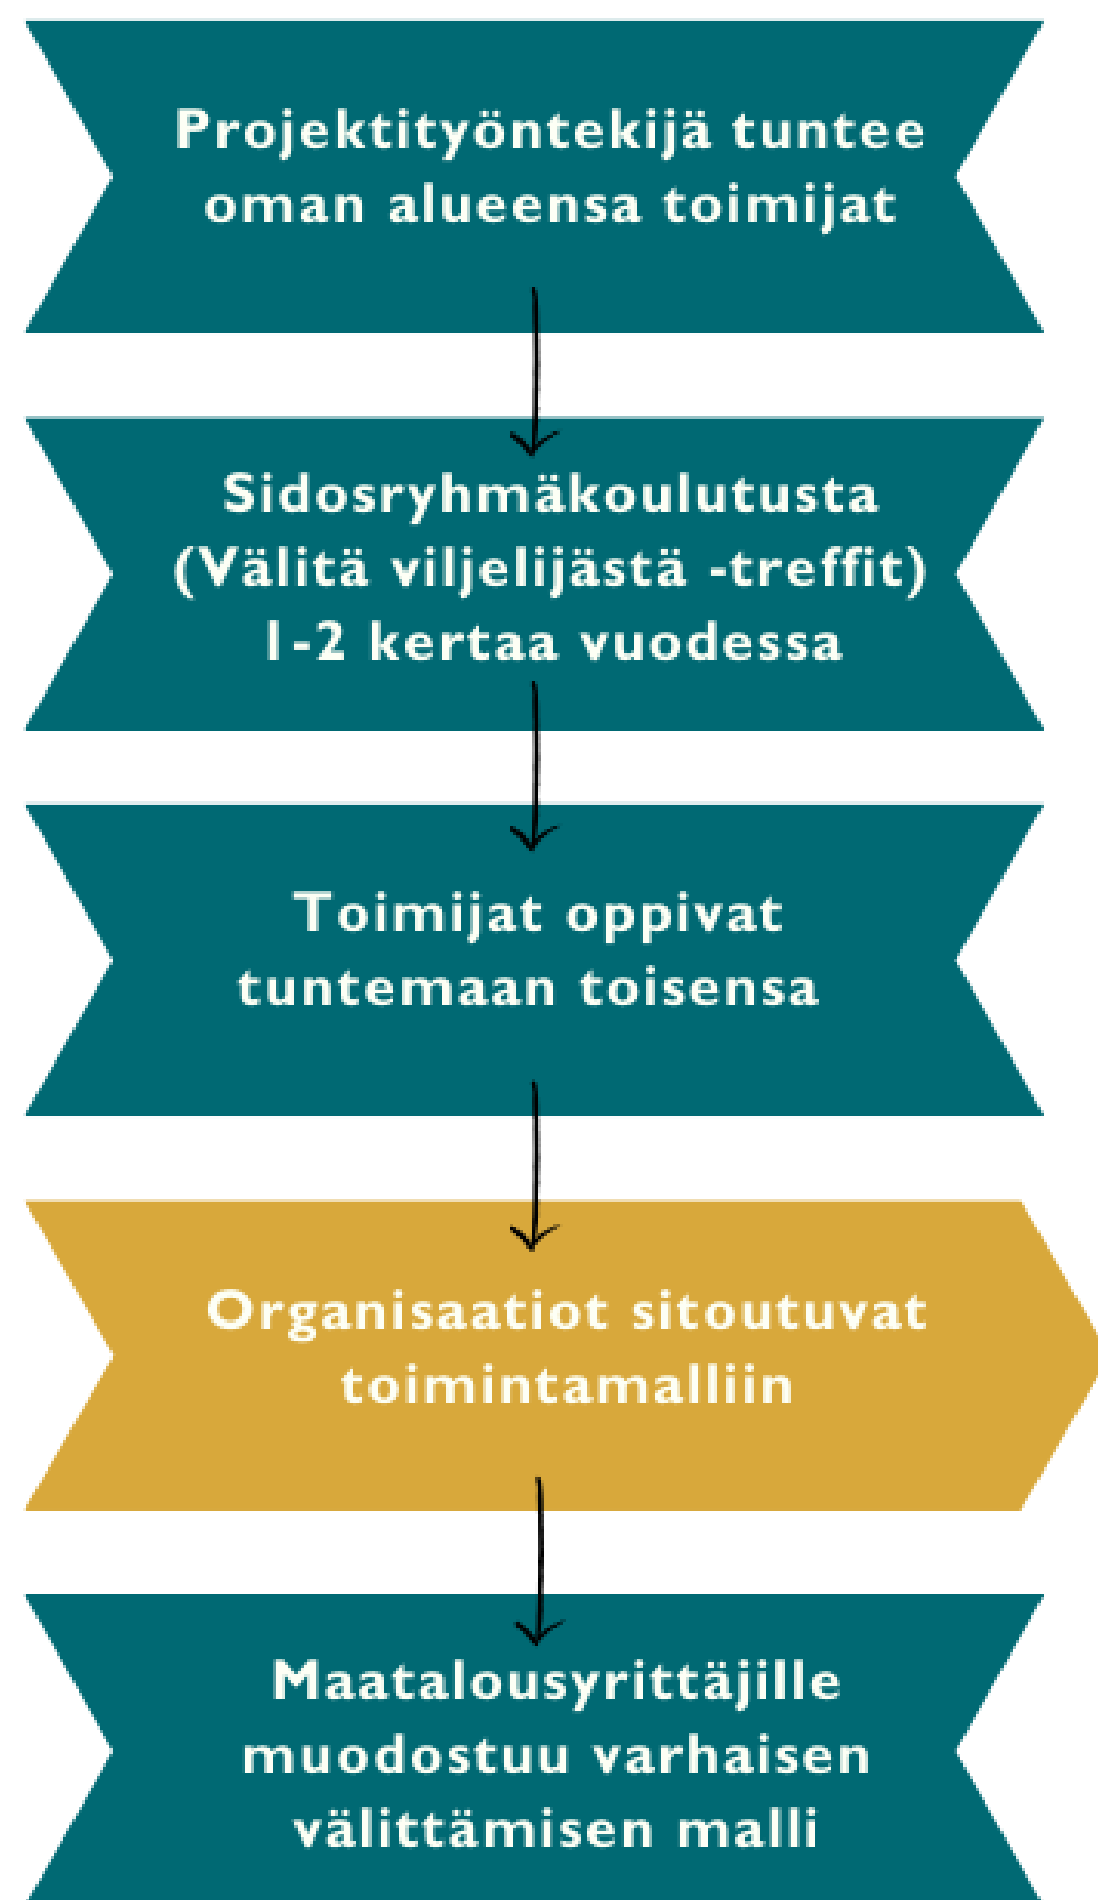 Projektityöntekijä tuntee
oman alueensa toimijat
Sidosryhmäkoulutusta
(Välitä viljelijästä -treffit)
1-2 kertaa vuodessa
Toimijat oppivat
tuntemaan toisensa
Organisaatiot sitoutuvat
toimintamalliin
Maatalousyrittäjille
muodostuu varhaisen
välittämisen malli